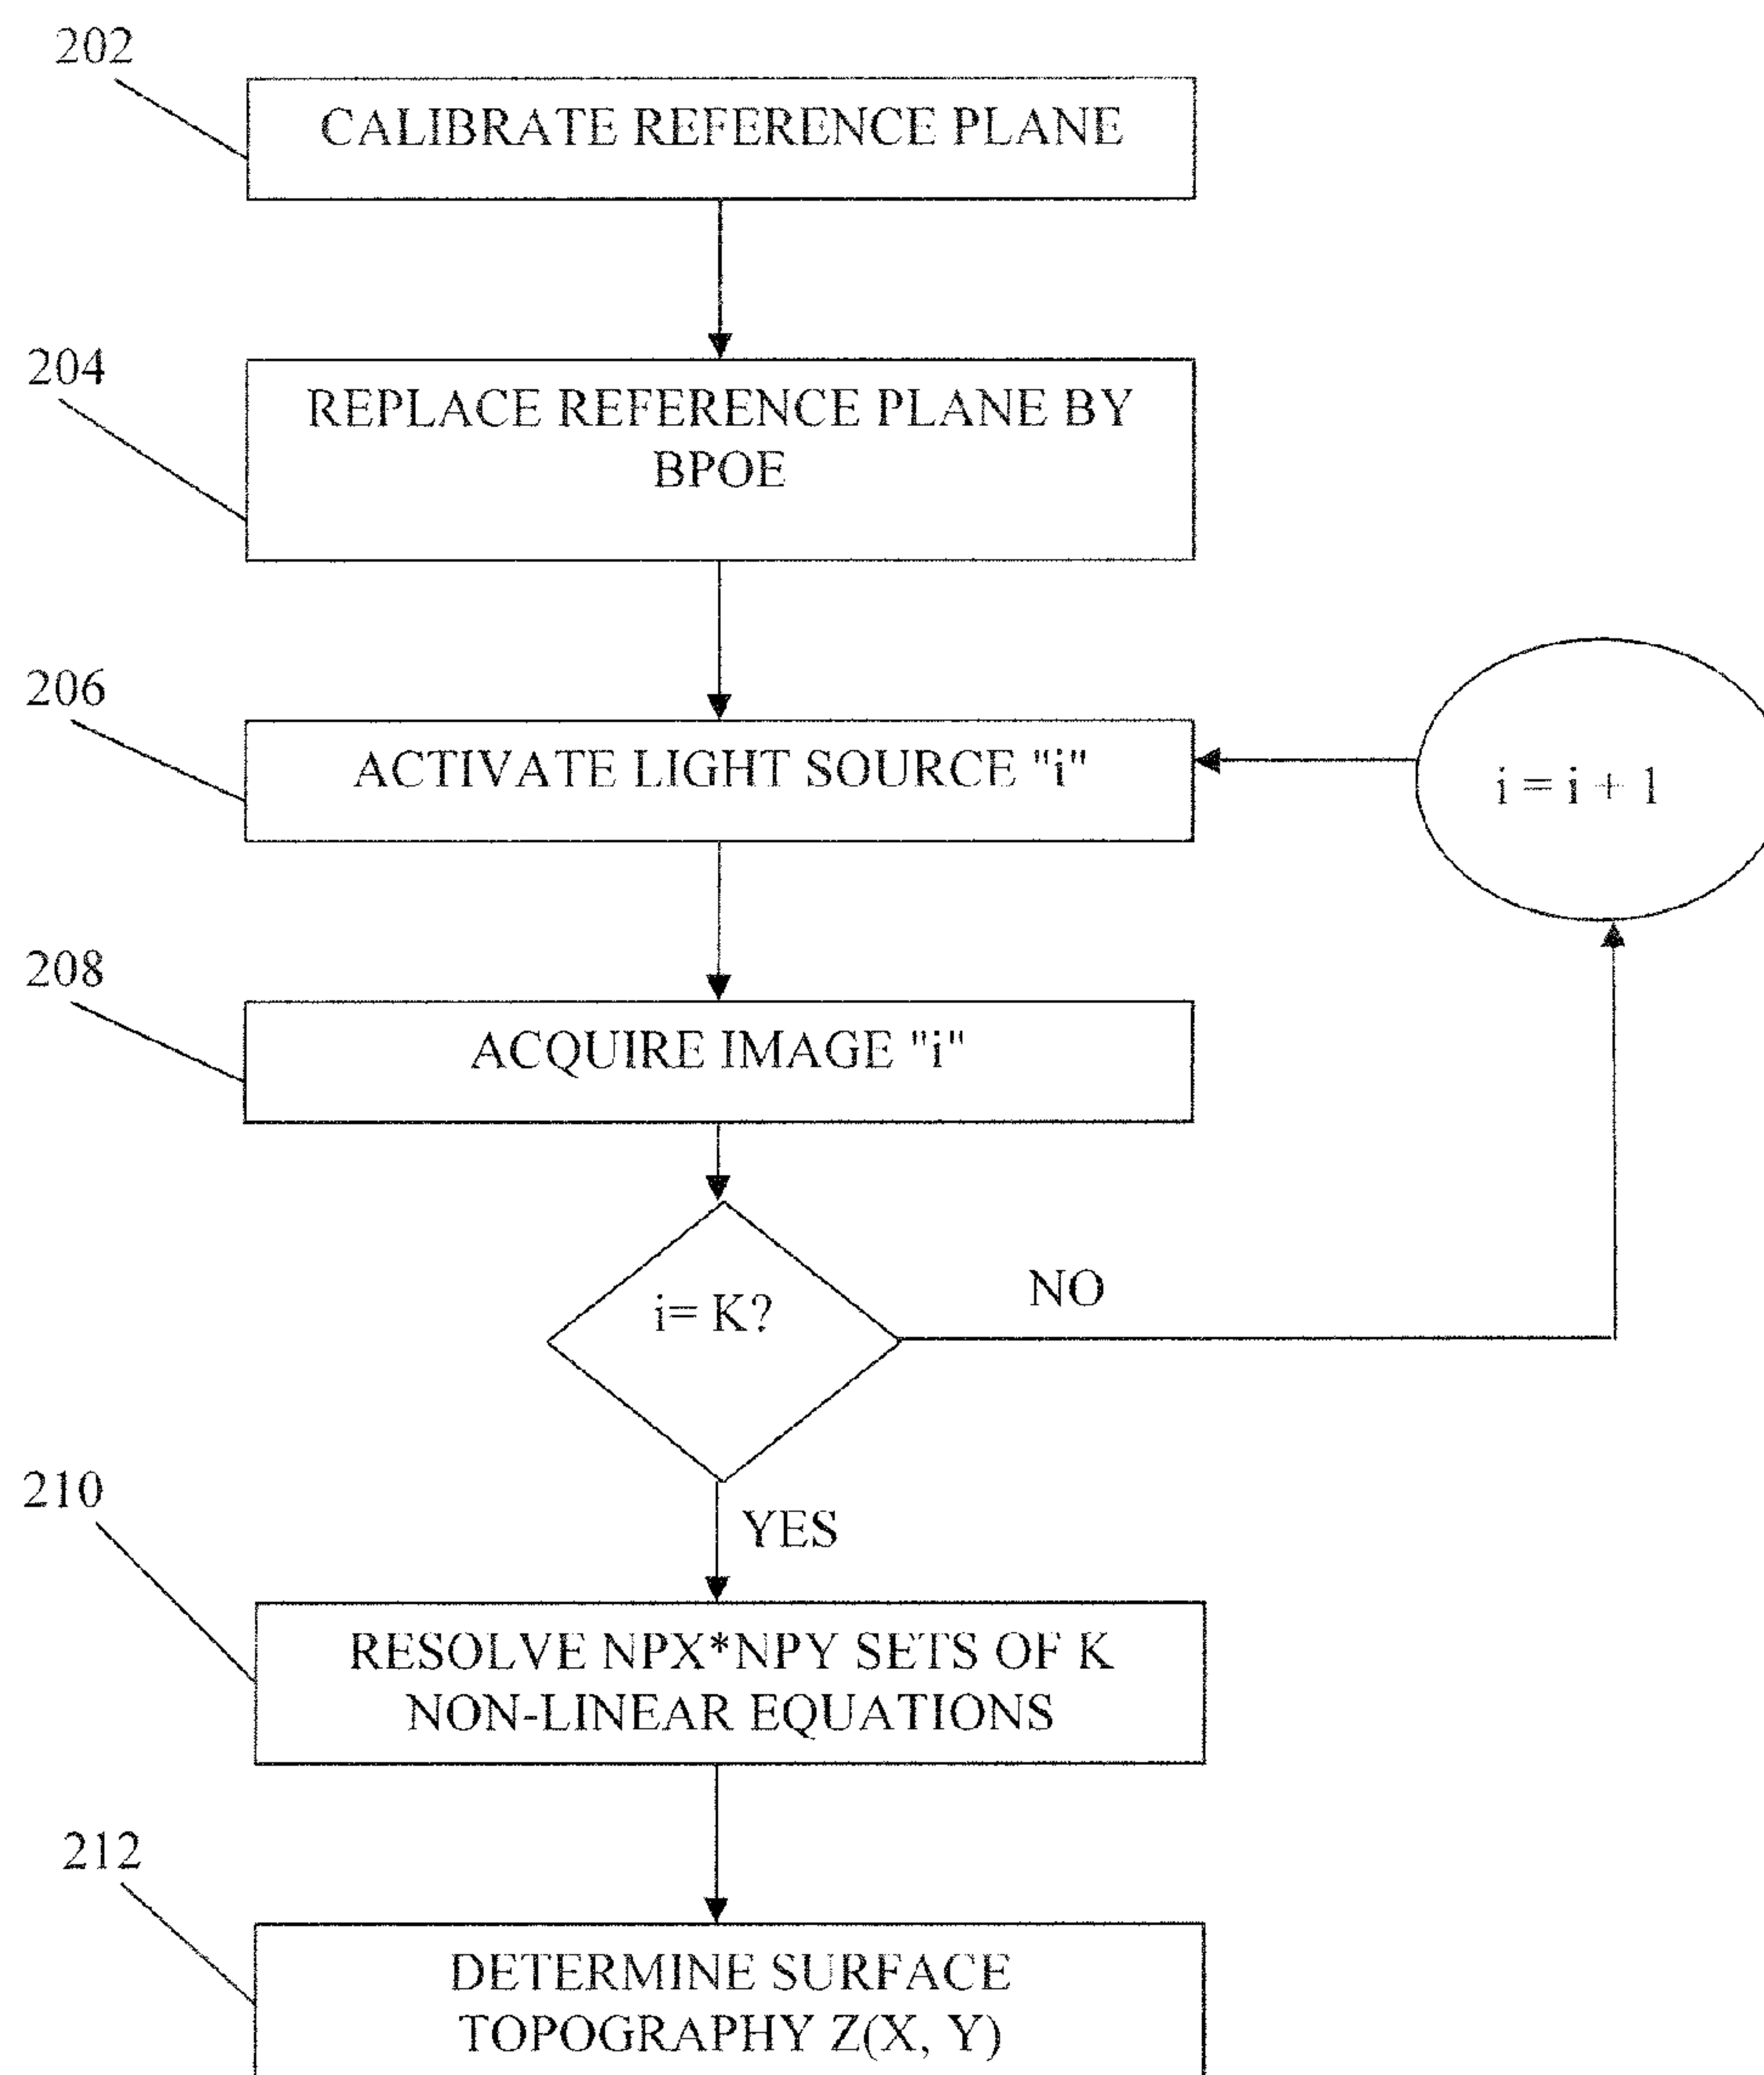 202
CALIBRATE REFERENCE PLANE
204
REPLACE REFERENCE PLANE BY
BPOE
206
ACTIVATE LIGHT SOURCE "i"
i = i + 1
208
ACQUIRE IMAGE "i"
i= K?
NO
YES
210
RESOLVE NPX*NPY SETS OF K
NON-LINEAR EQUATIONS
212
DETERMINE SURFACE
TOPOGRAPHY Z(X, Y)